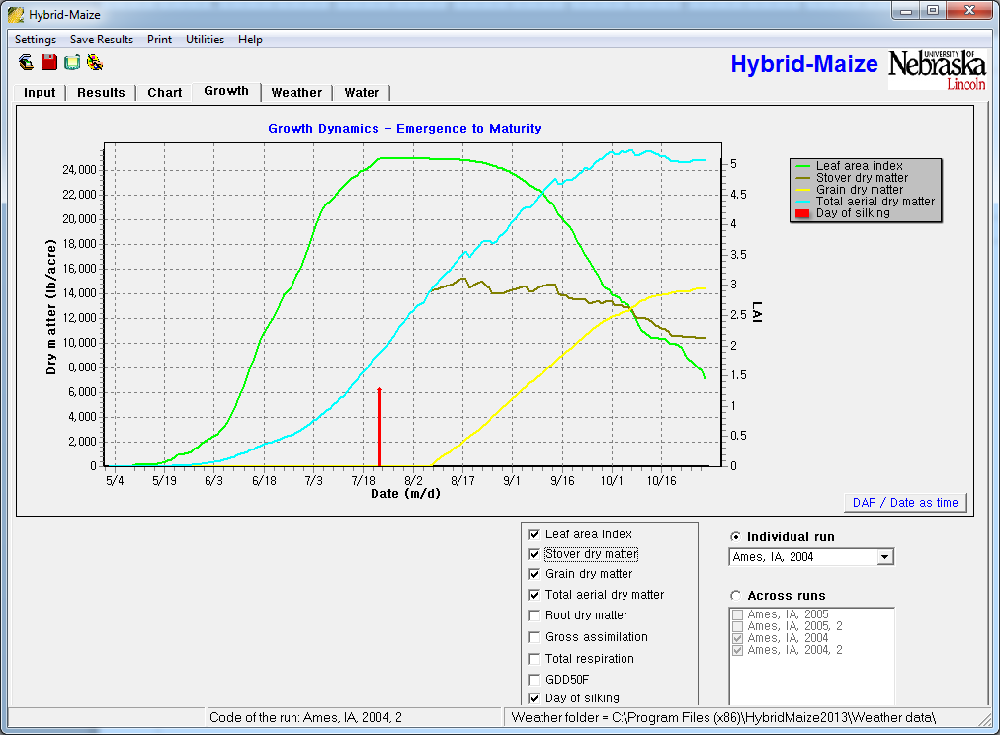 Hybrid-Maize
Settings Save Results Print Utilities Help
Hybrid-Maize
UNIVERSITY OF
Nebraska
Lincoln
Input Results Chart Growth Weather Water
Growth Dynamics - Emergence to Maturity
Dry matter (lb/acre)
24,000
22,000
20,000
18,000
16,000
14,000
12,000
10,000
8,000
6,000
4,000
2,000
0
5
4.5
4
3.5
3
2.5
2
1.5
1
0.5
0
LAI
5/4 5/19 6/3 6/18 7/3 7/18 8/2 8/17 9/1 9/16 10/1 10/16
Date (m/d)
Leaf area index
Stover dry matter
Grain dry matter
Total aerial dry matter
Day of silking
DAP / Date as time
Leaf area index
Stover dry matter
Grain dry matter
Total aerial dry matter
Root dry matter
Gross assimilation
Total respiration
GDD50F
Day of silking
Individual run
Ames, IA, 2004
Across runs
Ames, IA, 2005
Ames, IA, 2005, 2
Ames, IA, 2004
Ames, IA, 2004, 2
Code of the run: Ames, IA, 2004, 2
Weather folder = C:\Program Files (x86)\HybridMaize2013\Weather data\